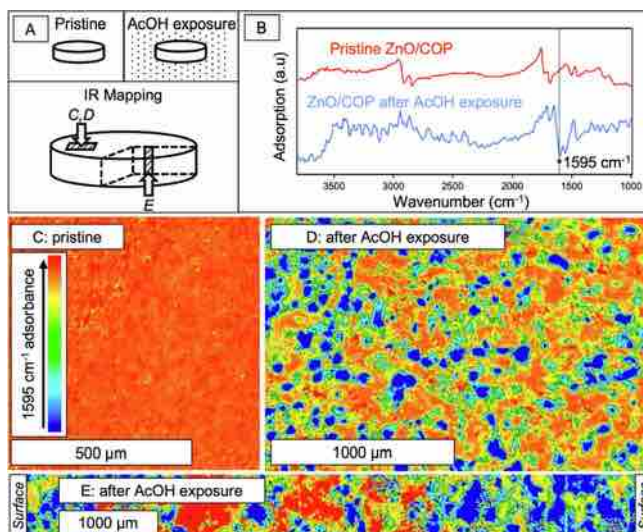 A
Pristine
AcOH exposure
IR Mapping
C,D
E
B
Pristine ZnO/COP
ZnO/COP after AcOH exposure
1595 cm⁻¹
Adsorption (a.u)
3500
3000
2500
2000
1500
1000
Wavenumber (cm⁻¹)
C: pristine
1595 cm⁻¹ adsorbance
500 µm
D: after AcOH exposure
1000 µm
Surface
E: after AcOH exposure
1000 µm